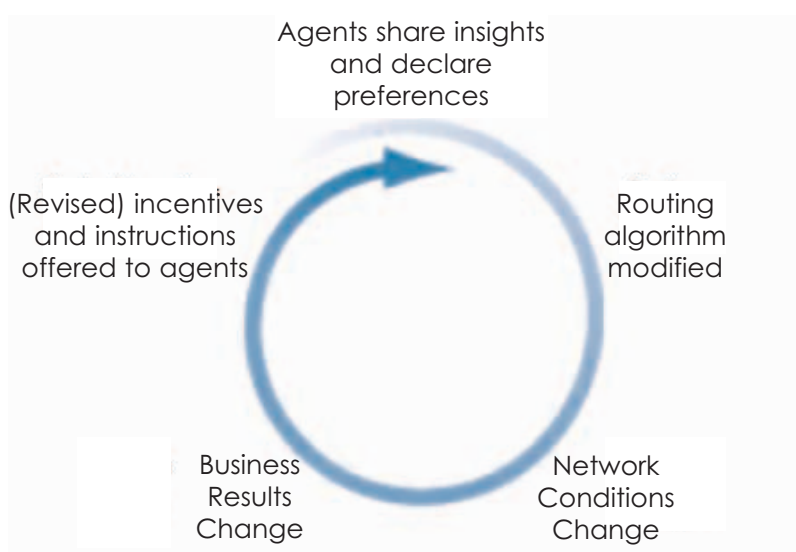 Agents share insights
and declare
preferences
Routing
algorithm
modified
Network
Conditions
Change
Business
Results
Change
(Revised) incentives
and instructions
offered to agents